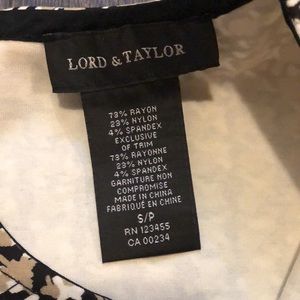 LORD & TAYLOR
73% RAYON
23% NYLON
4% SPANDEX
EXCLUSIVE
OF TRIM
73% RAYONNE
23% NYLON
4% SPANDEX
GARNITURE NON
COMPROMISE
MADE IN CHINA
FABRIQUÉ EN CHINE
S/P
RN 123455
CA 00234